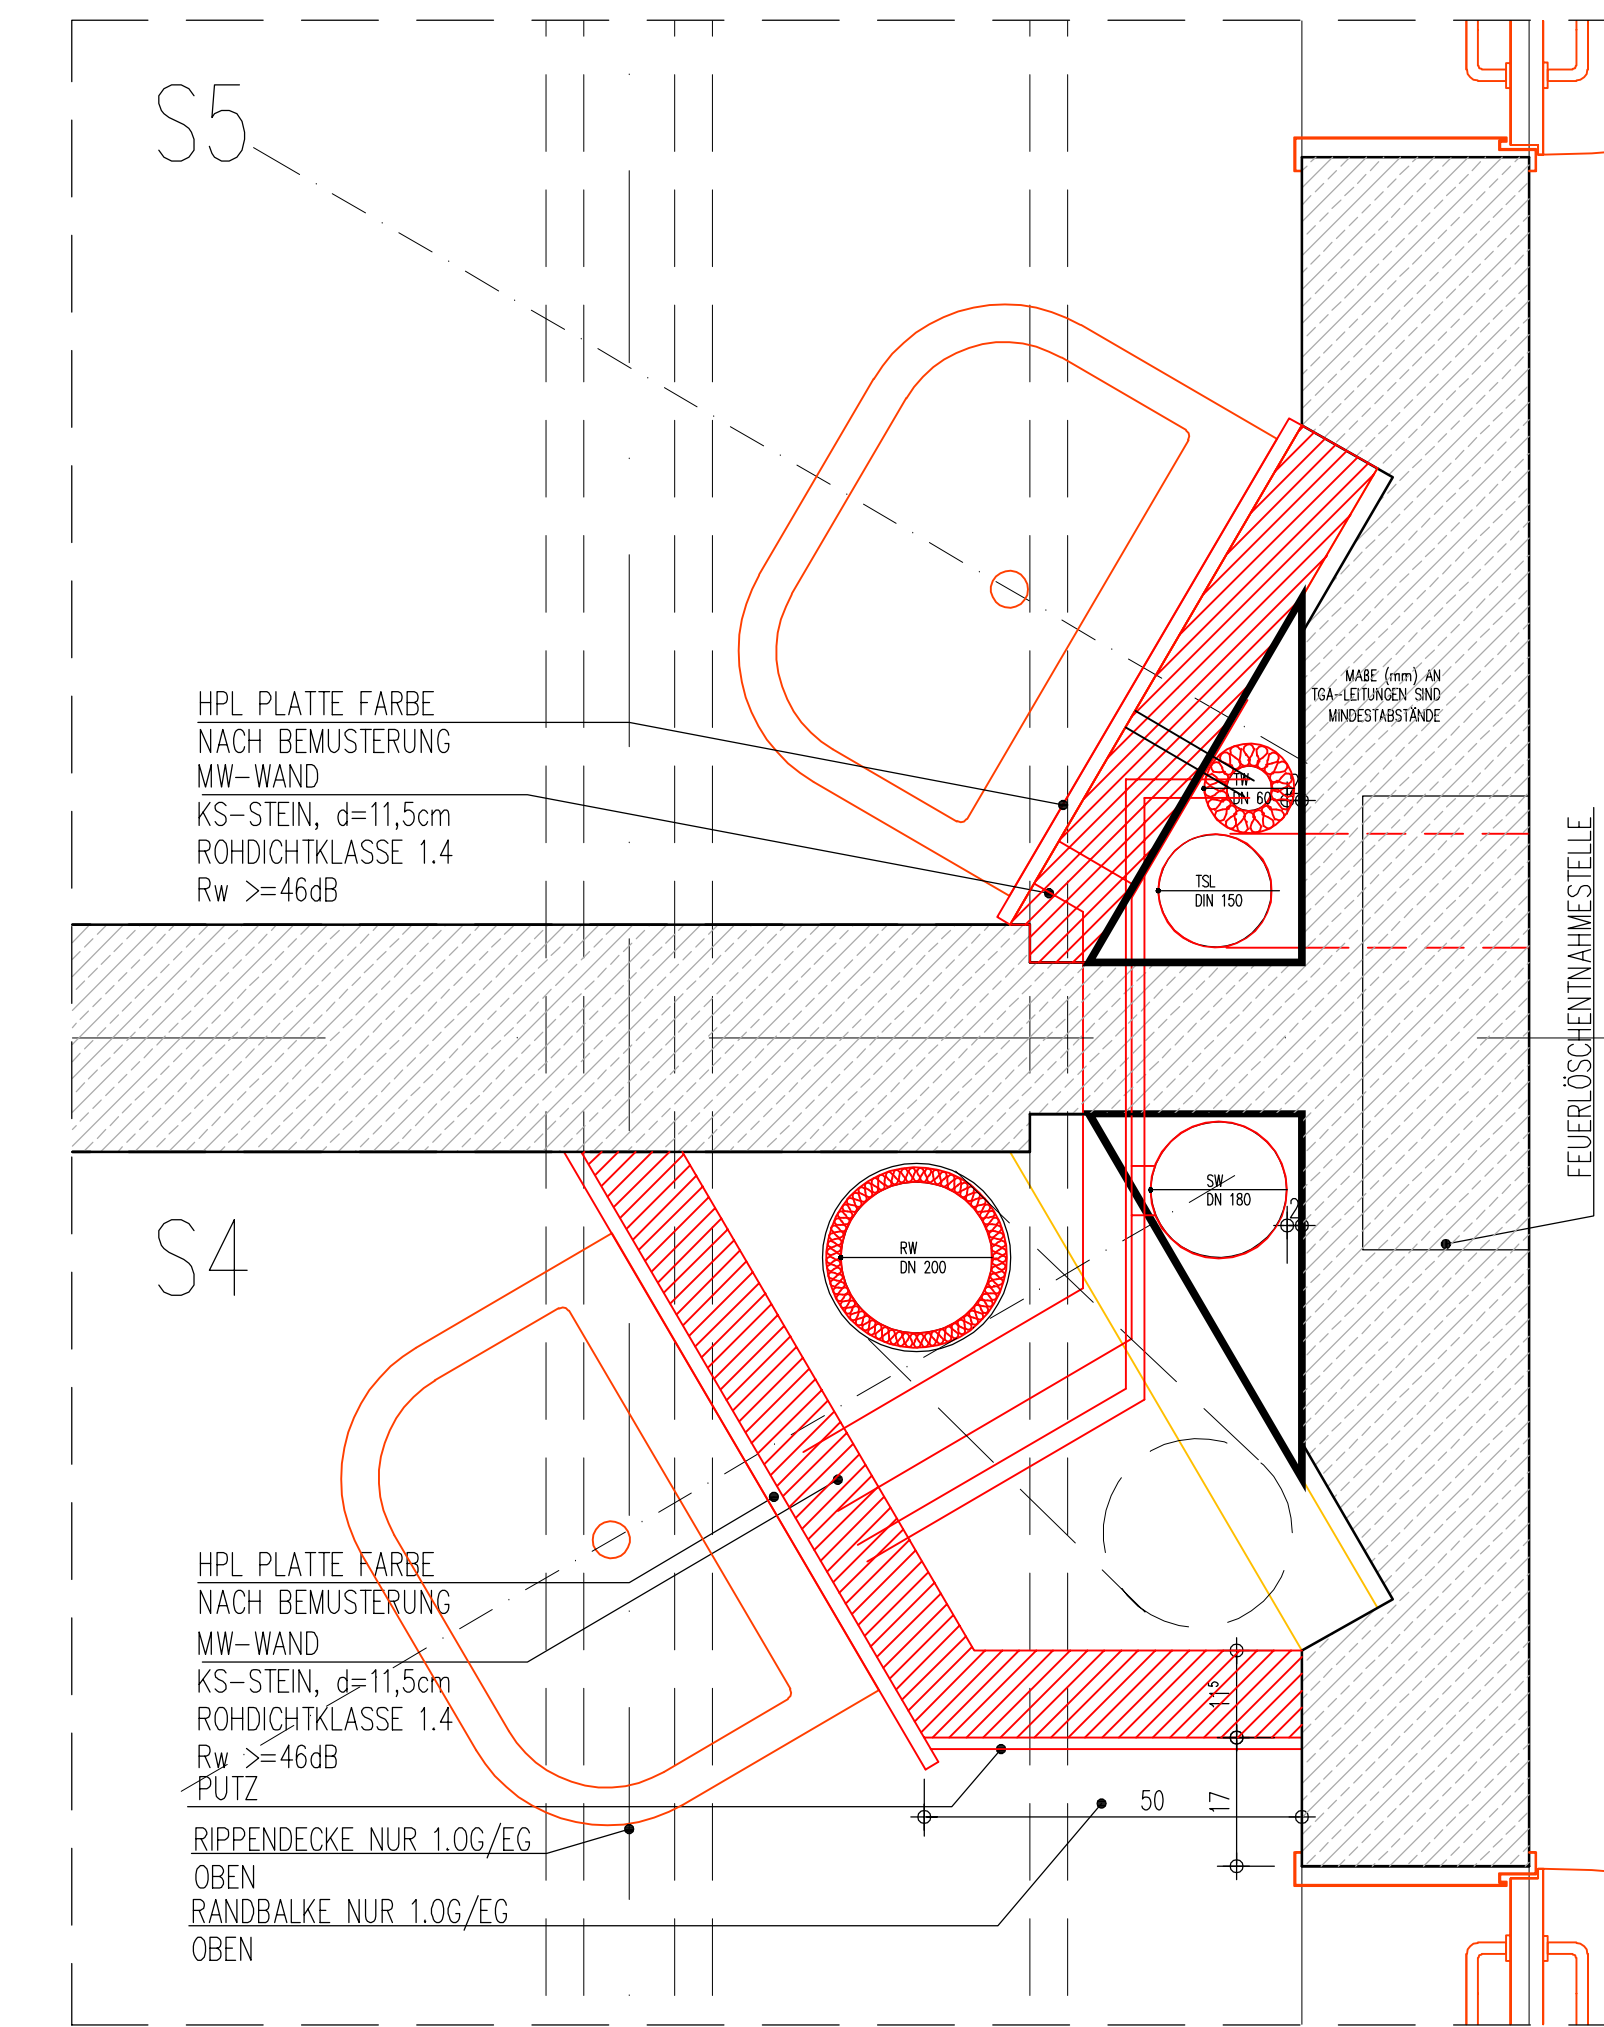 S5
HPL PLATTE FARBE
NACH BEMUSTERUNG
MW-WAND
KS-STEIN, d=11,5cm
ROHDICHTKLASSE 1.4
Rw >=46dB
MAßE (mm) AN
TGA-LEITUNGEN SIND
MINDESTABSTÄNDE
TW
DN 60
TSL
DIN 150
FEUERLÖSCHENTNAHMESTELLE
S4
SW
DN 180
2
RW
DN 200
HPL PLATTE FARBE
NACH BEMUSTERUNG
MW-WAND
KS-STEIN, d=11,5cm
ROHDICHTKLASSE 1.4
Rw >=46dB
PUTZ
11⁵
50
17
RIPPENDECKE NUR 1.OG/EG
OBEN
RANDBALKE NUR 1.OG/EG
OBEN